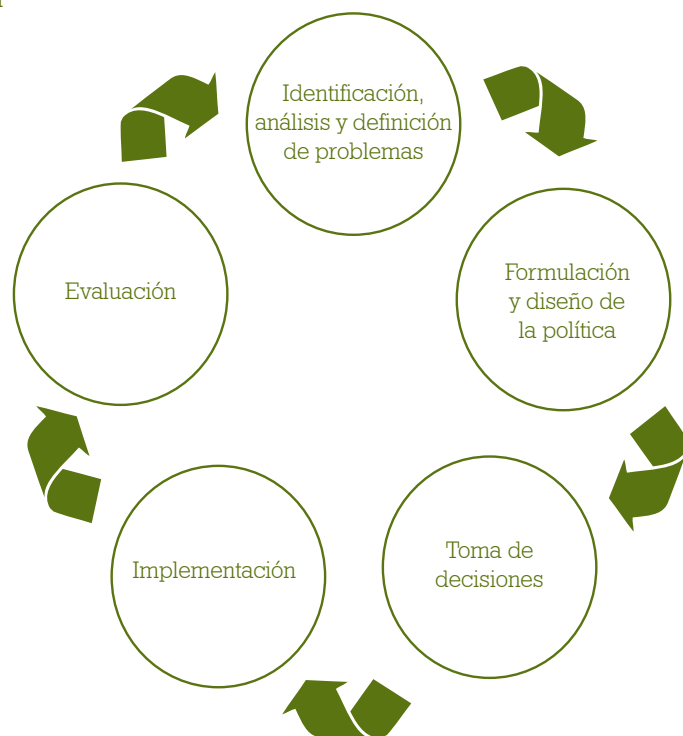 Identificación,
análisis y definición
de problemas
Formulación
y diseño de
la política
Toma de
decisiones
Implementación
Evaluación